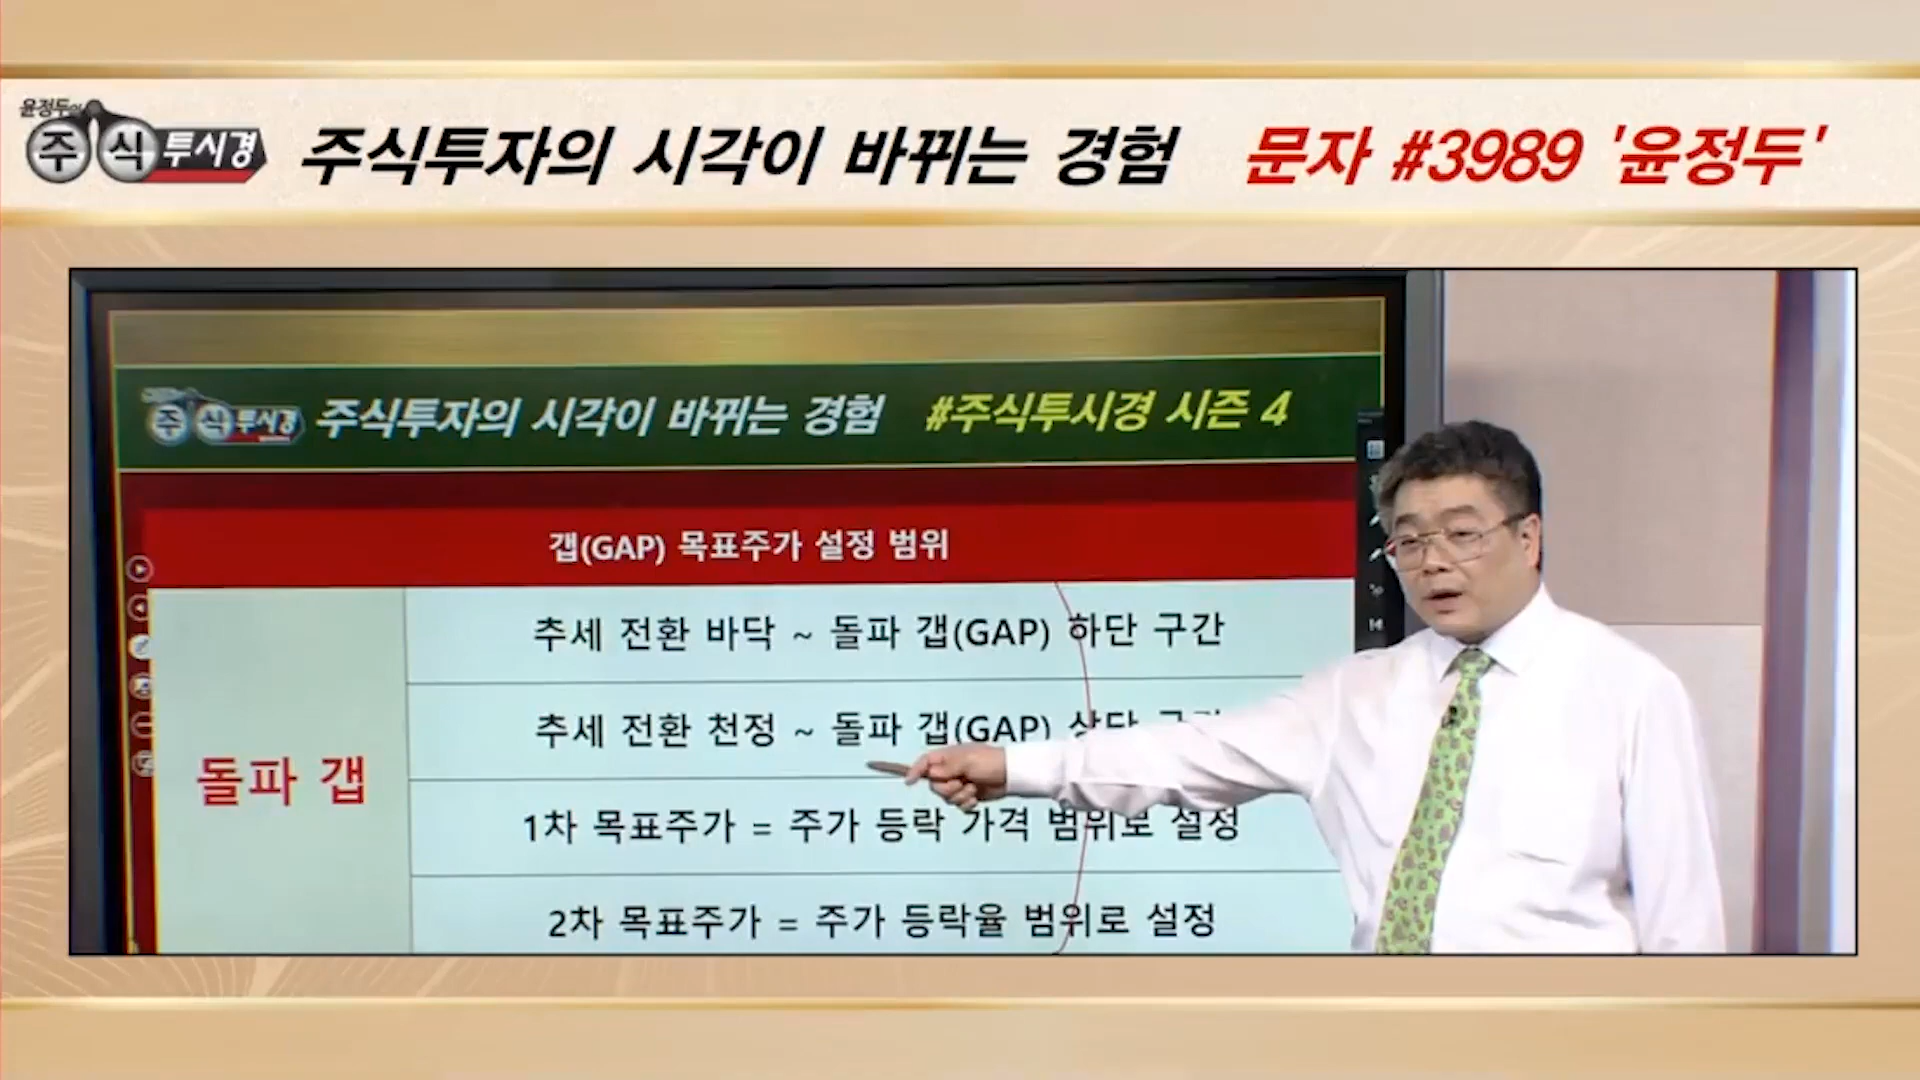 윤정두의
주식투시경
주식투자의 시각이 바뀌는 경험 문자 #3989 '윤정두'
주식투시경
주식투자의 시각이 바뀌는 경험 #주식투시경 시즌 4
갭(GAP) 목표주가 설정 범위
돌파 갭
추세 전환 바닥 ~ 돌파 갭(GAP) 하단 구간
추세 전환 천정 ~ 돌파 갭(GAP) 상단 구간
1차 목표주가 = 주가 등락 가격 범위로 설정
2차 목표주가 = 주가 등락율 범위로 설정